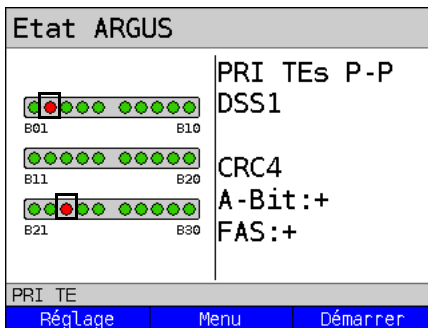 Etat ARGUS
PRI TEs P-P
DSS1
B01 B10
B11 B20
CRC4
A-Bit:+
B21 B30
FAS:+
PRI TE
Réglage Menu Démarrer